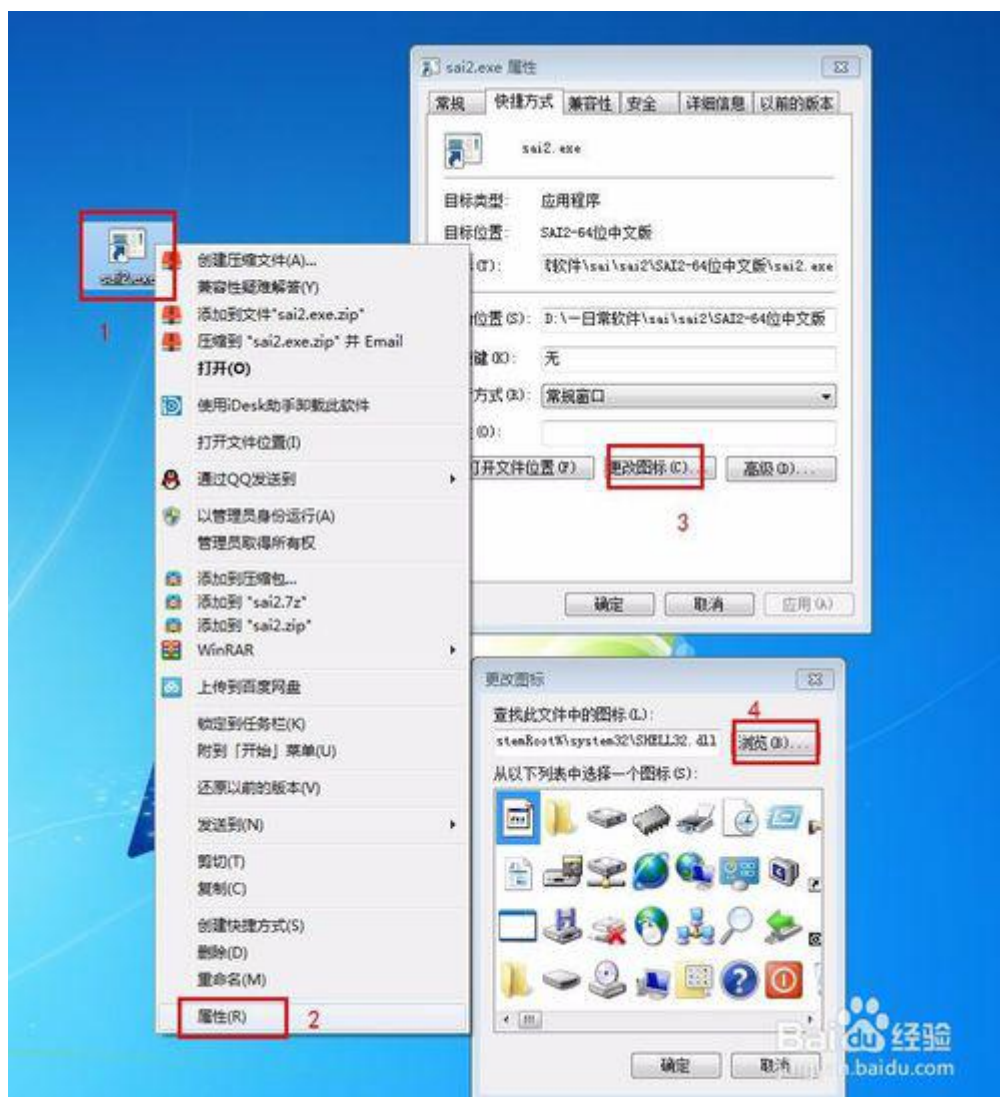 sai2.exe
1
创建压缩文件(A)...
兼容性疑难解答(Y)
添加到文件"sai2.exe.zip"
压缩到 "sai2.exe.zip" 并 Email
打开(O)
使用iDesk助手卸载此软件
打开文件位置(I)
通过QQ发送到
以管理员身份运行(A)
管理员取得所有权
添加到压缩包...
添加到 "sai2.7z"
添加到 "sai2.zip"
WinRAR
上传到百度网盘
锁定到任务栏(K)
附到「开始」菜单(U)
还原以前的版本(V)
发送到(N)
剪切(T)
复制(C)
创建快捷方式(S)
删除(D)
重命名(M)
属性(R) 2
sai2.exe 属性
常规 快捷方式 兼容性 安全 详细信息 以前的版本
sai2.exe
目标类型: 应用程序
目标位置: SAI2-64位中文版
(T): 软件\sai\sai2\SAI2-64位中文版\sai2.exe
位置(S): D:\一日常软件\sai\sai2\SAI2-64位中文版
键(K): 无
方式(R): 常规窗口
(O):
打开文件位置(F) 更改图标(C)... 高级(D)...
3
确定 取消 应用(A)
更改图标
查找此文件中的图标(L):
4
stemRoot%\system32\SHELL32.dll 浏览(B)...
从以下列表中选择一个图标(S):
确定 取消
Baidu 经验
.baidu.com